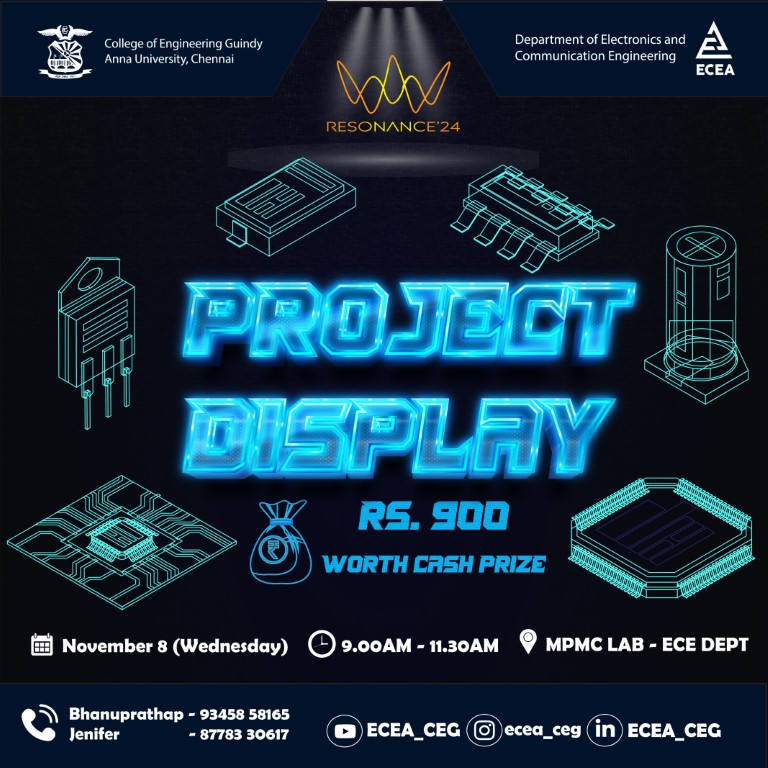 College of Engineering Guindy
Anna University, Chennai
Department of Electronics and
Communication Engineering
ECEA
RESONANCE'24
PROJECT
DISPLAY
RS. 900
WORTH CASH PRIZE
November 8 (Wednesday)
9.00AM - 11.30AM
MPMC LAB - ECE DEPT
Bhanuprathap - 93458 58165
Jenifer - 87783 30617
ECEA_CEG
ecea_ceg
ECEA_CEG